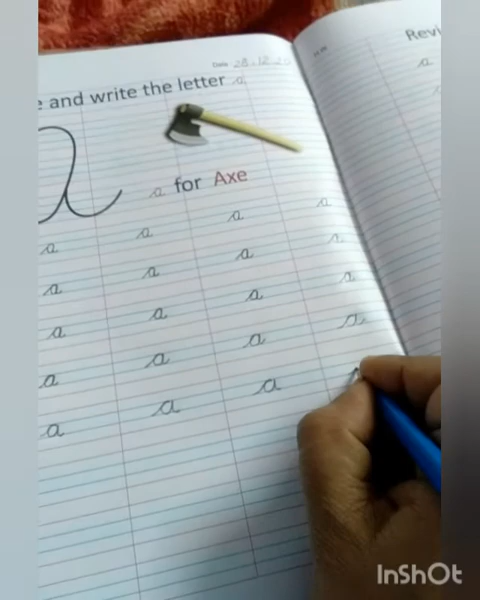 Date 28.12.20
e and write the letter a
Revi
a
a for Axe
a a a a
a a a a
a a a a
a a a a
a a a
InShOt